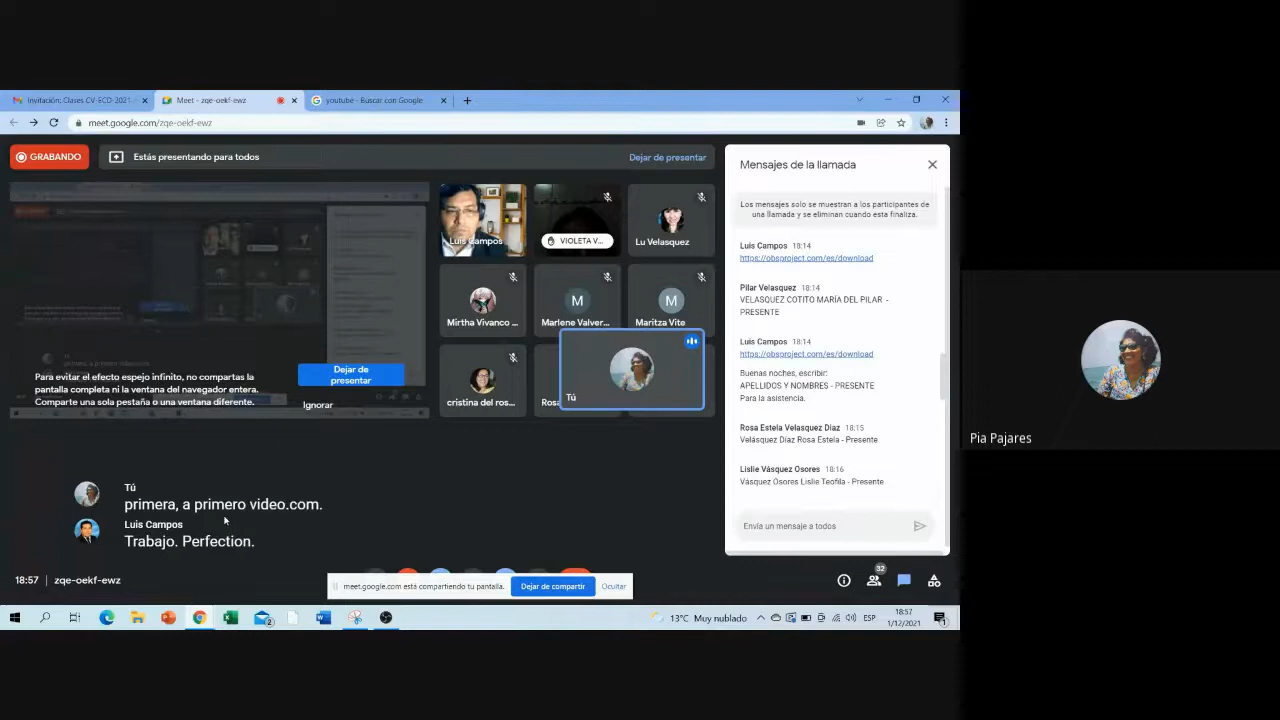 Invitación: Clases CV-ECD-2021 -
Meet - zqe-oekf-ewz
youtube - Buscar con Google
meet.google.com/zqe-oekf-ewz
GRABANDO
Estás presentando para todos
Dejar de presentar
Mensajes de la llamada
Los mensajes solo se muestran a los participantes de
una llamada y se eliminan cuando esta finaliza.
Luis Campos 18:14
https://obsproject.com/es/download
Pilar Velasquez 18:14
VELASQUEZ COTITO MARÍA DEL PILAR -
PRESENTE
Luis Campos 18:14
https://obsproject.com/es/download
Buenas noches, escribir:
APELLIDOS Y NOMBRES - PRESENTE
Para la asistencia.
Rosa Estela Velasquez Díaz 18:15
Velásquez Díaz Rosa Estela - Presente
Lislie Vásquez Osores 18:16
Vásquez Osores Lislie Teofila - Presente
Envía un mensaje a todos
Luis Campos
VIOLETA V...
Lu Velasquez
Mirtha Vivanco ...
M
Marlene Valver...
M
Maritza Vite
cristina del ros...
Rosa
Tú
Para evitar el efecto espejo infinito, no compartas la
pantalla completa ni la ventana del navegador entera.
Comparte una sola pestaña o una ventana diferente.
Dejar de
presentar
Ignorar
Tú
primera, a primero video.com.
Luis Campos
Trabajo. Perfection.
18:57
zqe-oekf-ewz
meet.google.com está compartiendo tu pantalla.
Dejar de compartir
Ocultar
32
2
13°C Muy nublado
ESP
18:57
1/12/2021
Pia Pajares